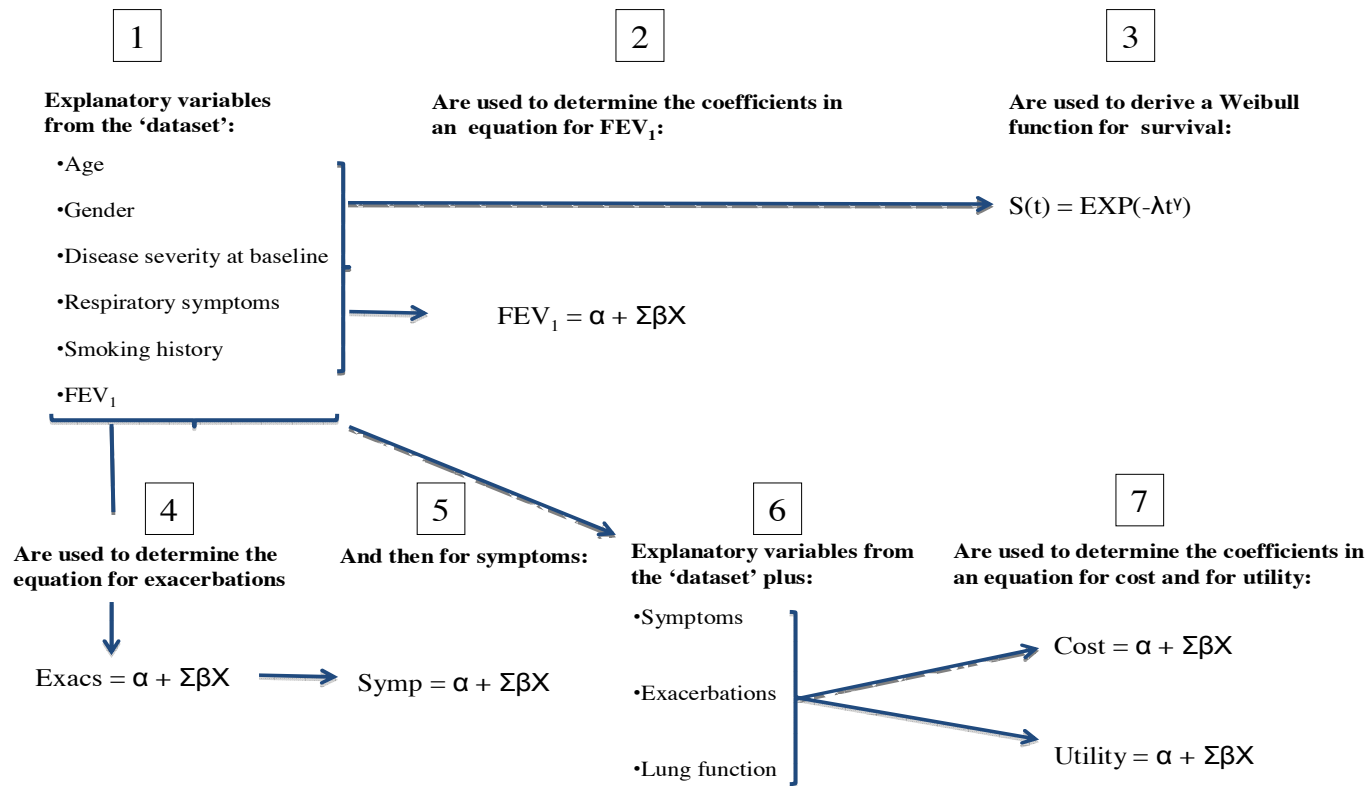 1
Explanatory variables
from the ‘dataset’:
•Age
•Gender
•Disease severity at baseline
•Respiratory symptoms
•Smoking history
•FEV₁
2
Are used to determine the coefficients in
an equation for FEV₁:
FEV₁ = α + ΣβX
3
Are used to derive a Weibull
function for survival:
S(t) = EXP(-λtᵞ)
4
Are used to determine the
equation for exacerbations
Exacs = α + ΣβX
5
And then for symptoms:
Symp = α + ΣβX
6
Explanatory variables from
the ‘dataset’ plus:
•Symptoms
•Exacerbations
•Lung function
7
Are used to determine the coefficients in
an equation for cost and for utility:
Cost = α + ΣβX
Utility = α + ΣβX